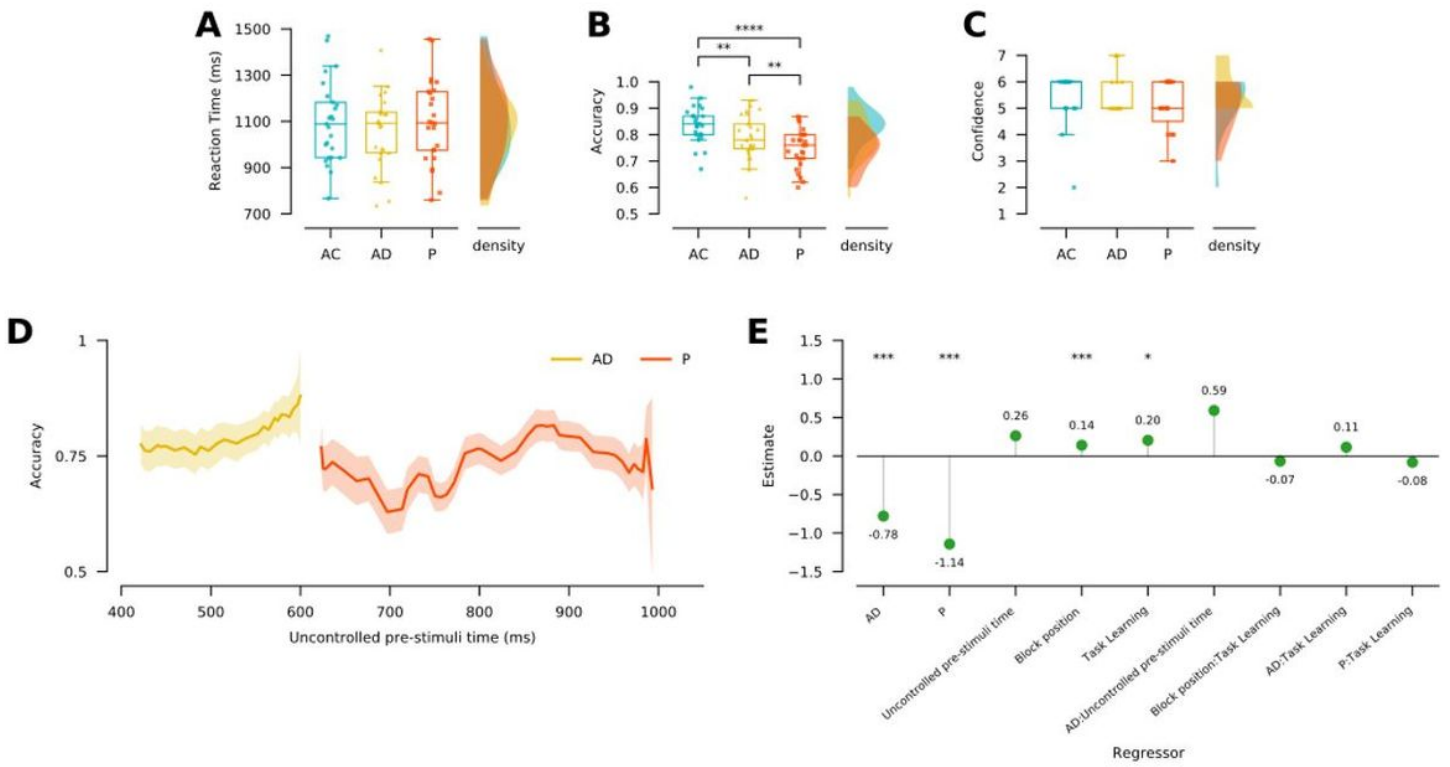 A
Reaction Time (ms)
1500
1300
1100
900
700
AC
AD
P
density
B
Accuracy
****
**
**
1.0
0.9
0.8
0.7
0.6
0.5
AC
AD
P
density
C
Confidence
7
6
5
4
3
2
1
AC
AD
P
density
D
Accuracy
1
0.75
0.5
AD
P
400
500
600
700
800
900
1000
Uncontrolled pre-stimuli time (ms)
E
Estimate
1.5
1.0
0.5
0.0
−0.5
−1.0
−1.5
***
***
***
*
-0.78
-1.14
0.26
0.14
0.20
0.59
-0.07
0.11
-0.08
AD
P
Uncontrolled pre-stimuli time
Block position
Task Learning
AD:Uncontrolled pre-stimuli time
Block position:Task Learning
AD:Task Learning
P:Task Learning
Regressor